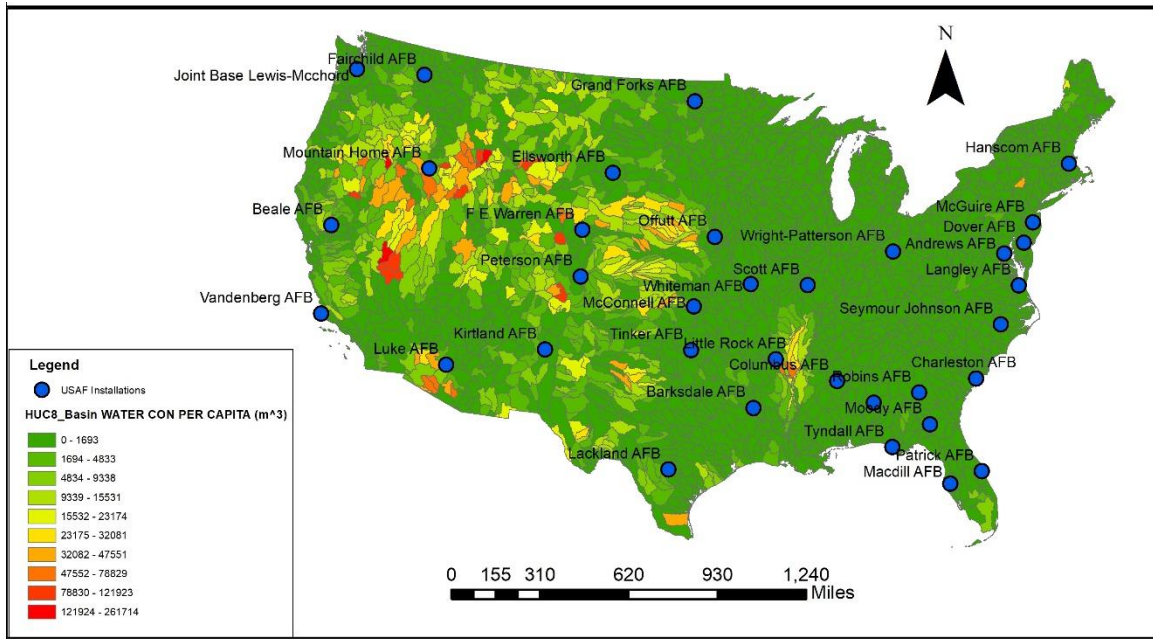 N
Fairchild AFB
Joint Base Lewis-Mcchord
Grand Forks AFB
Hanscom AFB
Mountain Home AFB
Ellsworth AFB
McGuire AFB
Beale AFB
F E Warren AFB
Offutt AFB
Dover AFB
Wright-Patterson AFB
Andrews AFB
Peterson AFB
Scott AFB
Langley AFB
Whiteman AFB
Vandenberg AFB
McConnell AFB
Seymour Johnson AFB
Kirtland AFB
Tinker AFB
Little Rock AFB
Luke AFB
Columbus AFB
Charleston AFB
Robins AFB
Barksdale AFB
Moody AFB
Tyndall AFB
Lackland AFB
Patrick AFB
Macdill AFB
Legend
USAF Installations
HUC8_Basin WATER CON PER CAPITA (m^3)
0 - 1693
1694 - 4833
4834 - 9338
9339 - 15531
15532 - 23174
23175 - 32081
32082 - 47551
47552 - 78829
78830 - 121923
121924 - 261714
0 155 310 620 930 1,240
Miles